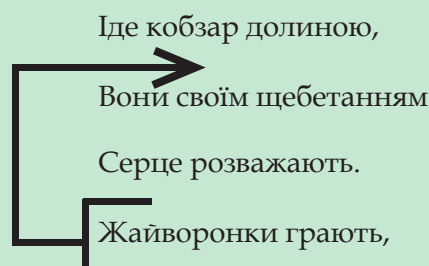 Іде кобзар долиною,
Вони своїм щебетанням
Серце розважають.
Жайворонки грають,